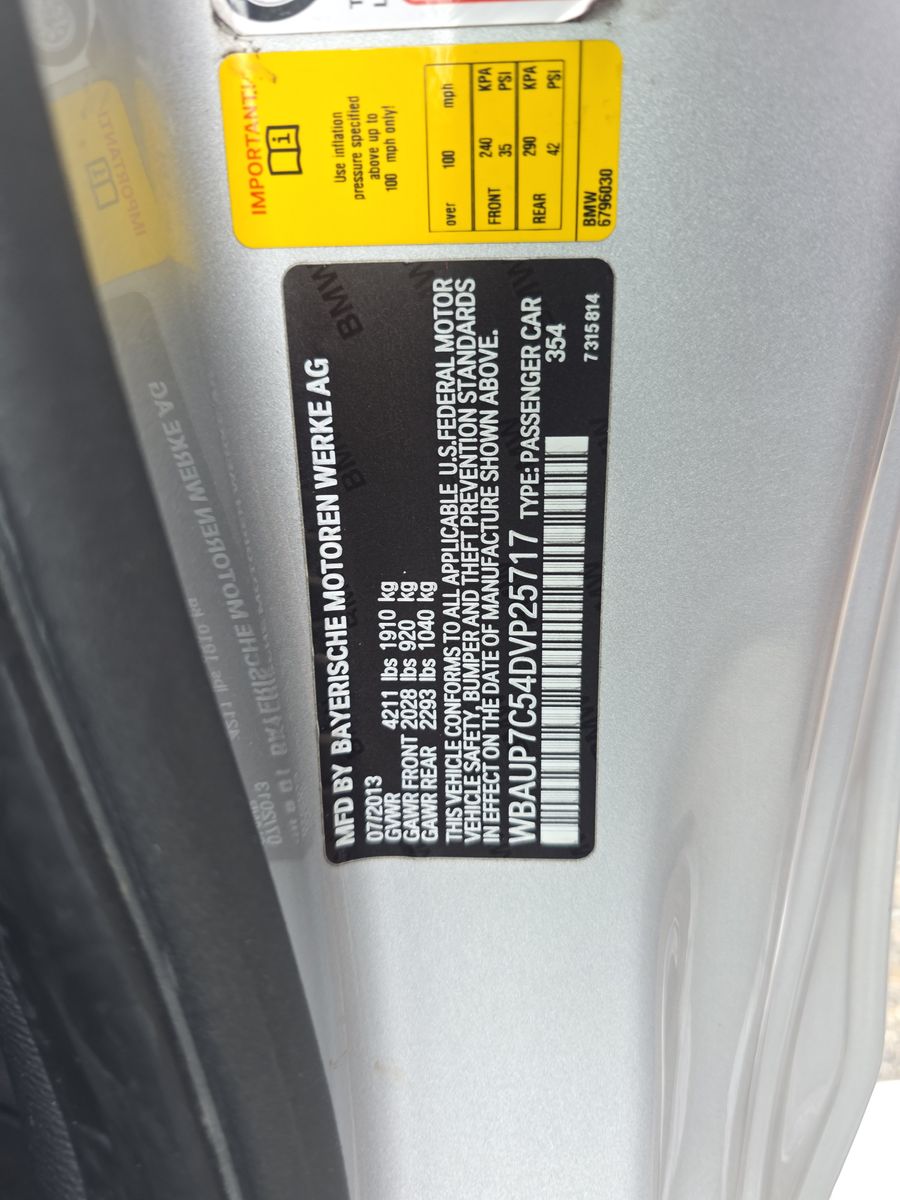 IMPORTANT!
Use inflation
pressure specified
above up to
100 mph only!
over 100 mph
FRONT 240 KPA
35 PSI
REAR 290 KPA
42 PSI
BMW
6796030
MFD BY BAYERISCHE MOTOREN WERKE AG
07/2013
GVWR 4211 lbs 1910 kg
GAWR FRONT 2028 lbs 920 kg
GAWR REAR 2293 lbs 1040 kg
THIS VEHICLE CONFORMS TO ALL APPLICABLE U.S.FEDERAL MOTOR
VEHICLE SAFETY, BUMPER AND THEFT PREVENTION STANDARDS
IN EFFECT ON THE DATE OF MANUFACTURE SHOWN ABOVE.
WBAUP7C54DVP25717 TYPE: PASSENGER CAR
354
7 315 814